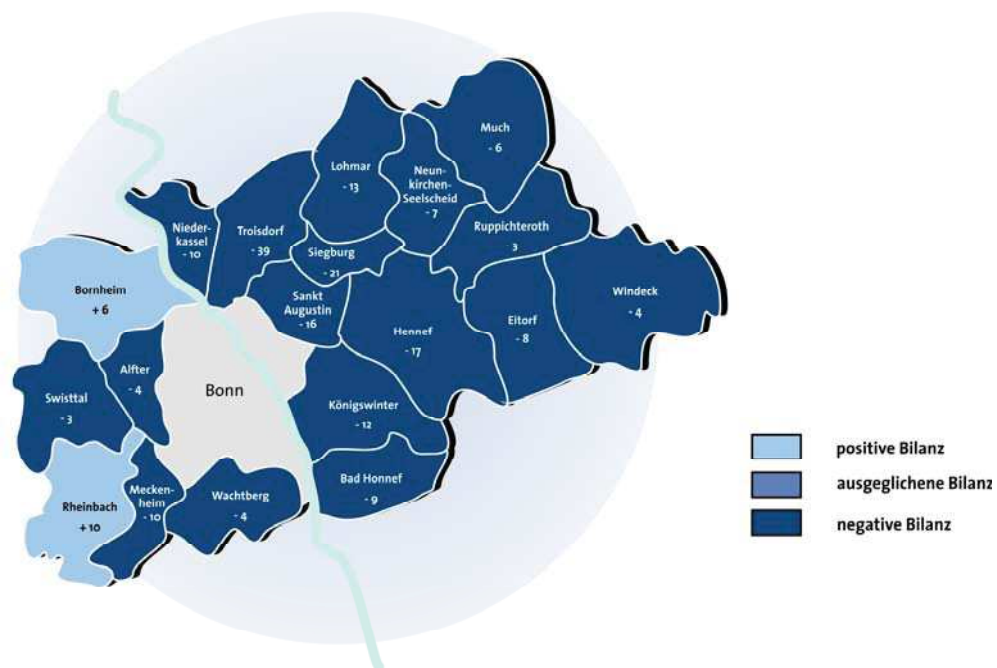 Much
- 6
Lohmar
- 13
Neun-
kirchen-
Seelscheid
- 7
Ruppichteroth
3
Nieder-
kassel
- 10
Troisdorf
- 39
Siegburg
- 21
Windeck
- 4
Bornheim
+ 6
Sankt
Augustin
- 16
Hennef
- 17
Eitorf
- 8
Alfter
- 4
Bonn
Swisttal
- 3
Königswinter
- 12
Bad Honnef
- 9
Rheinbach
+ 10
Meckenheim
- 10
Wachtberg
- 4
positive Bilanz
ausgeglichene Bilanz
negative Bilanz